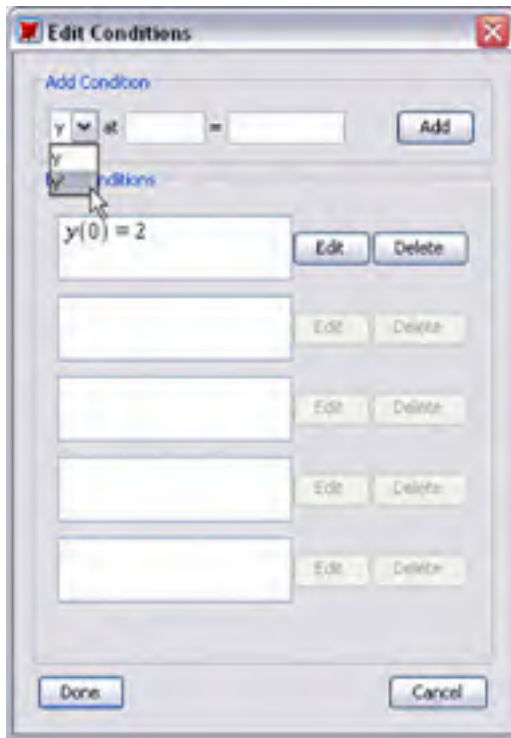 Edit Conditions
Add Condition
y at = Add
y
y'
nditions
y(0) = 2
Edit Delete
Edit Delete
Edit Delete
Edit Delete
Edit Delete
Done Cancel